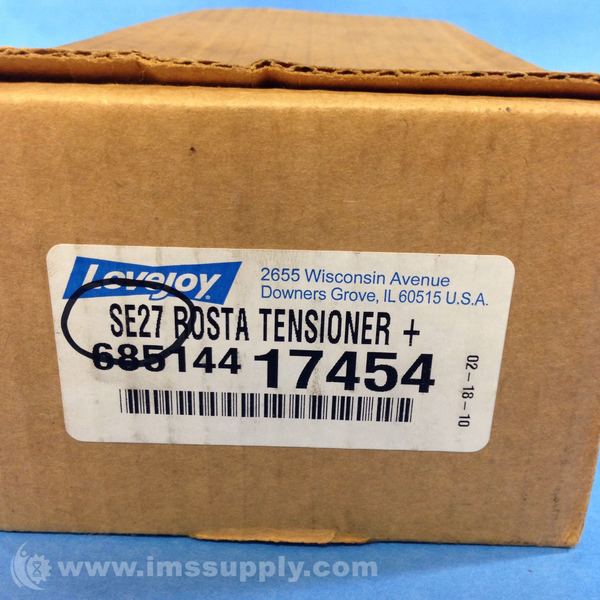 Lovejoy
2655 Wisconsin Avenue
Downers Grove, IL 60515 U.S.A.
SE27 ROSTA TENSIONER +
685144 17454
02-18-10
www.imssupply.com